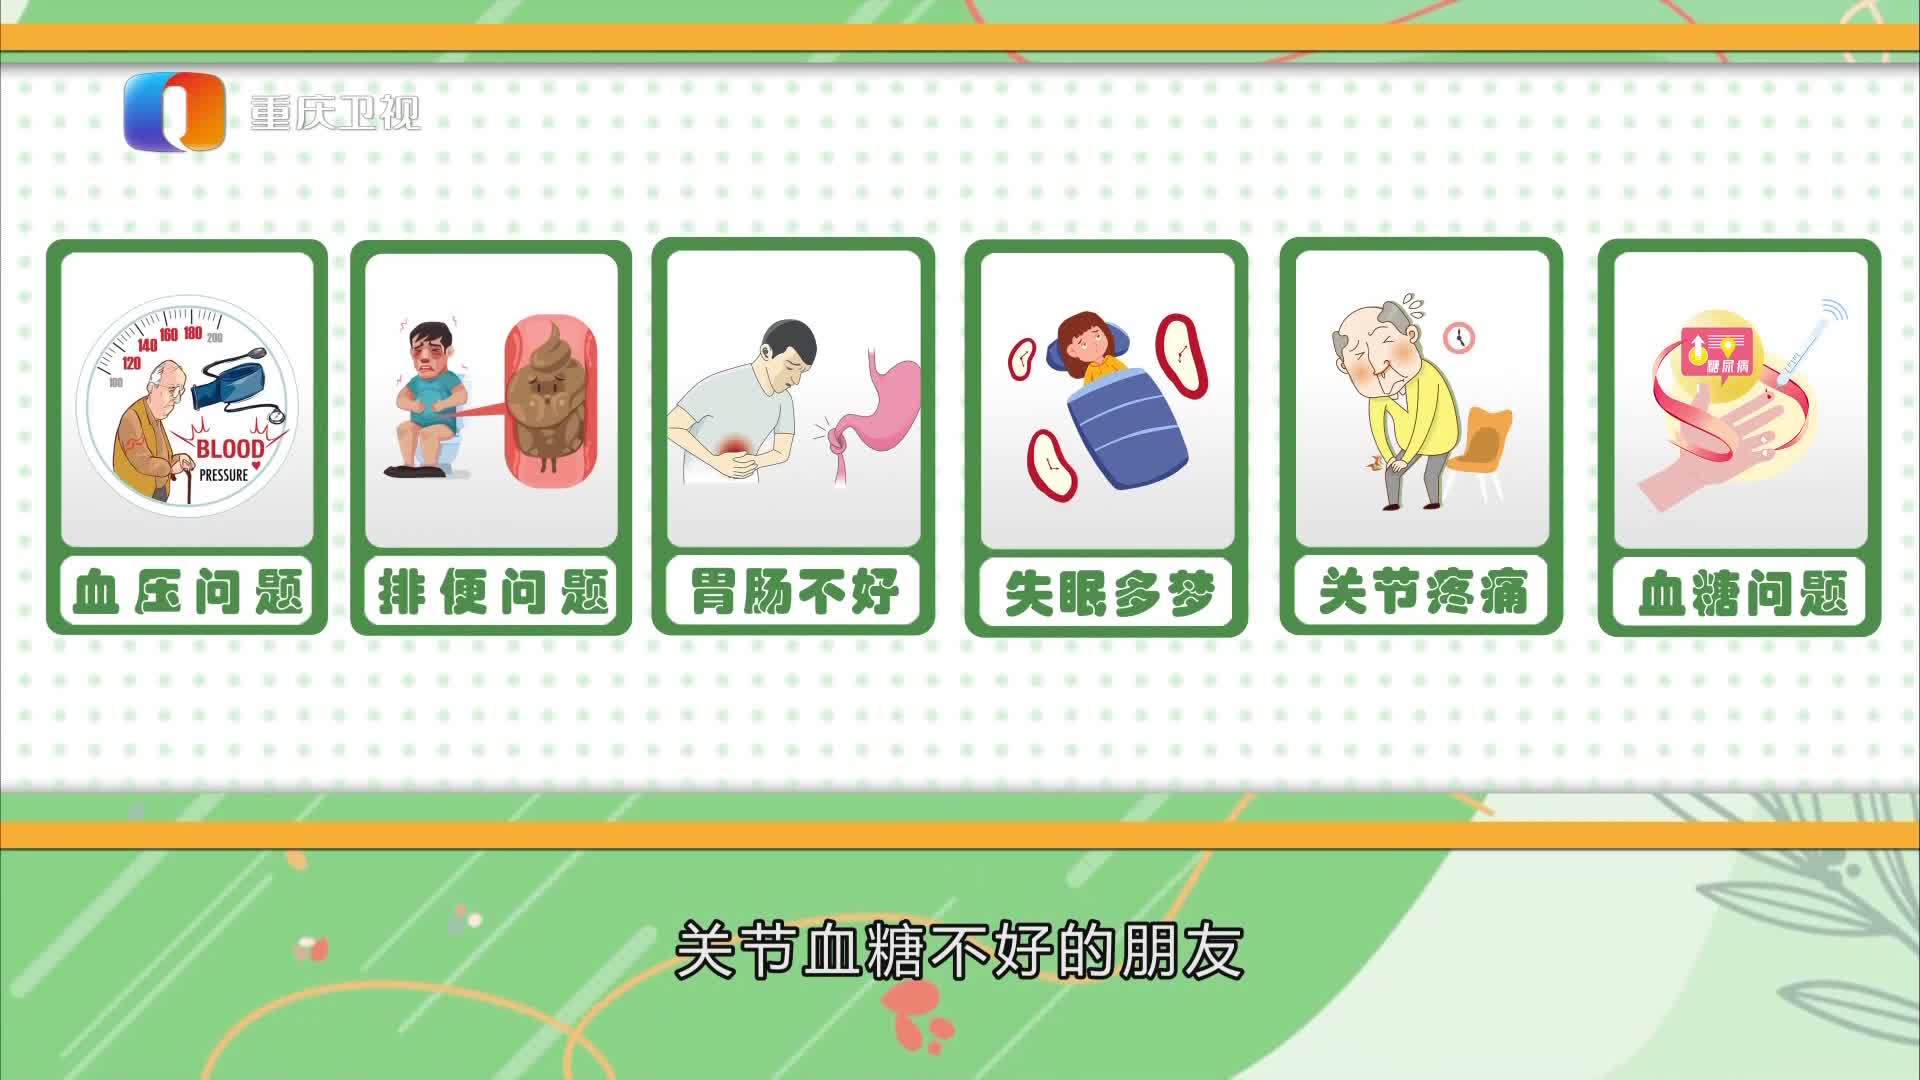 重庆卫视
100
120
140
160
180
200
BLOOD
PRESSURE
糖尿病
血压问题
排便问题
胃肠不好
失眠多梦
关节疼痛
血糖问题
关节血糖不好的朋友